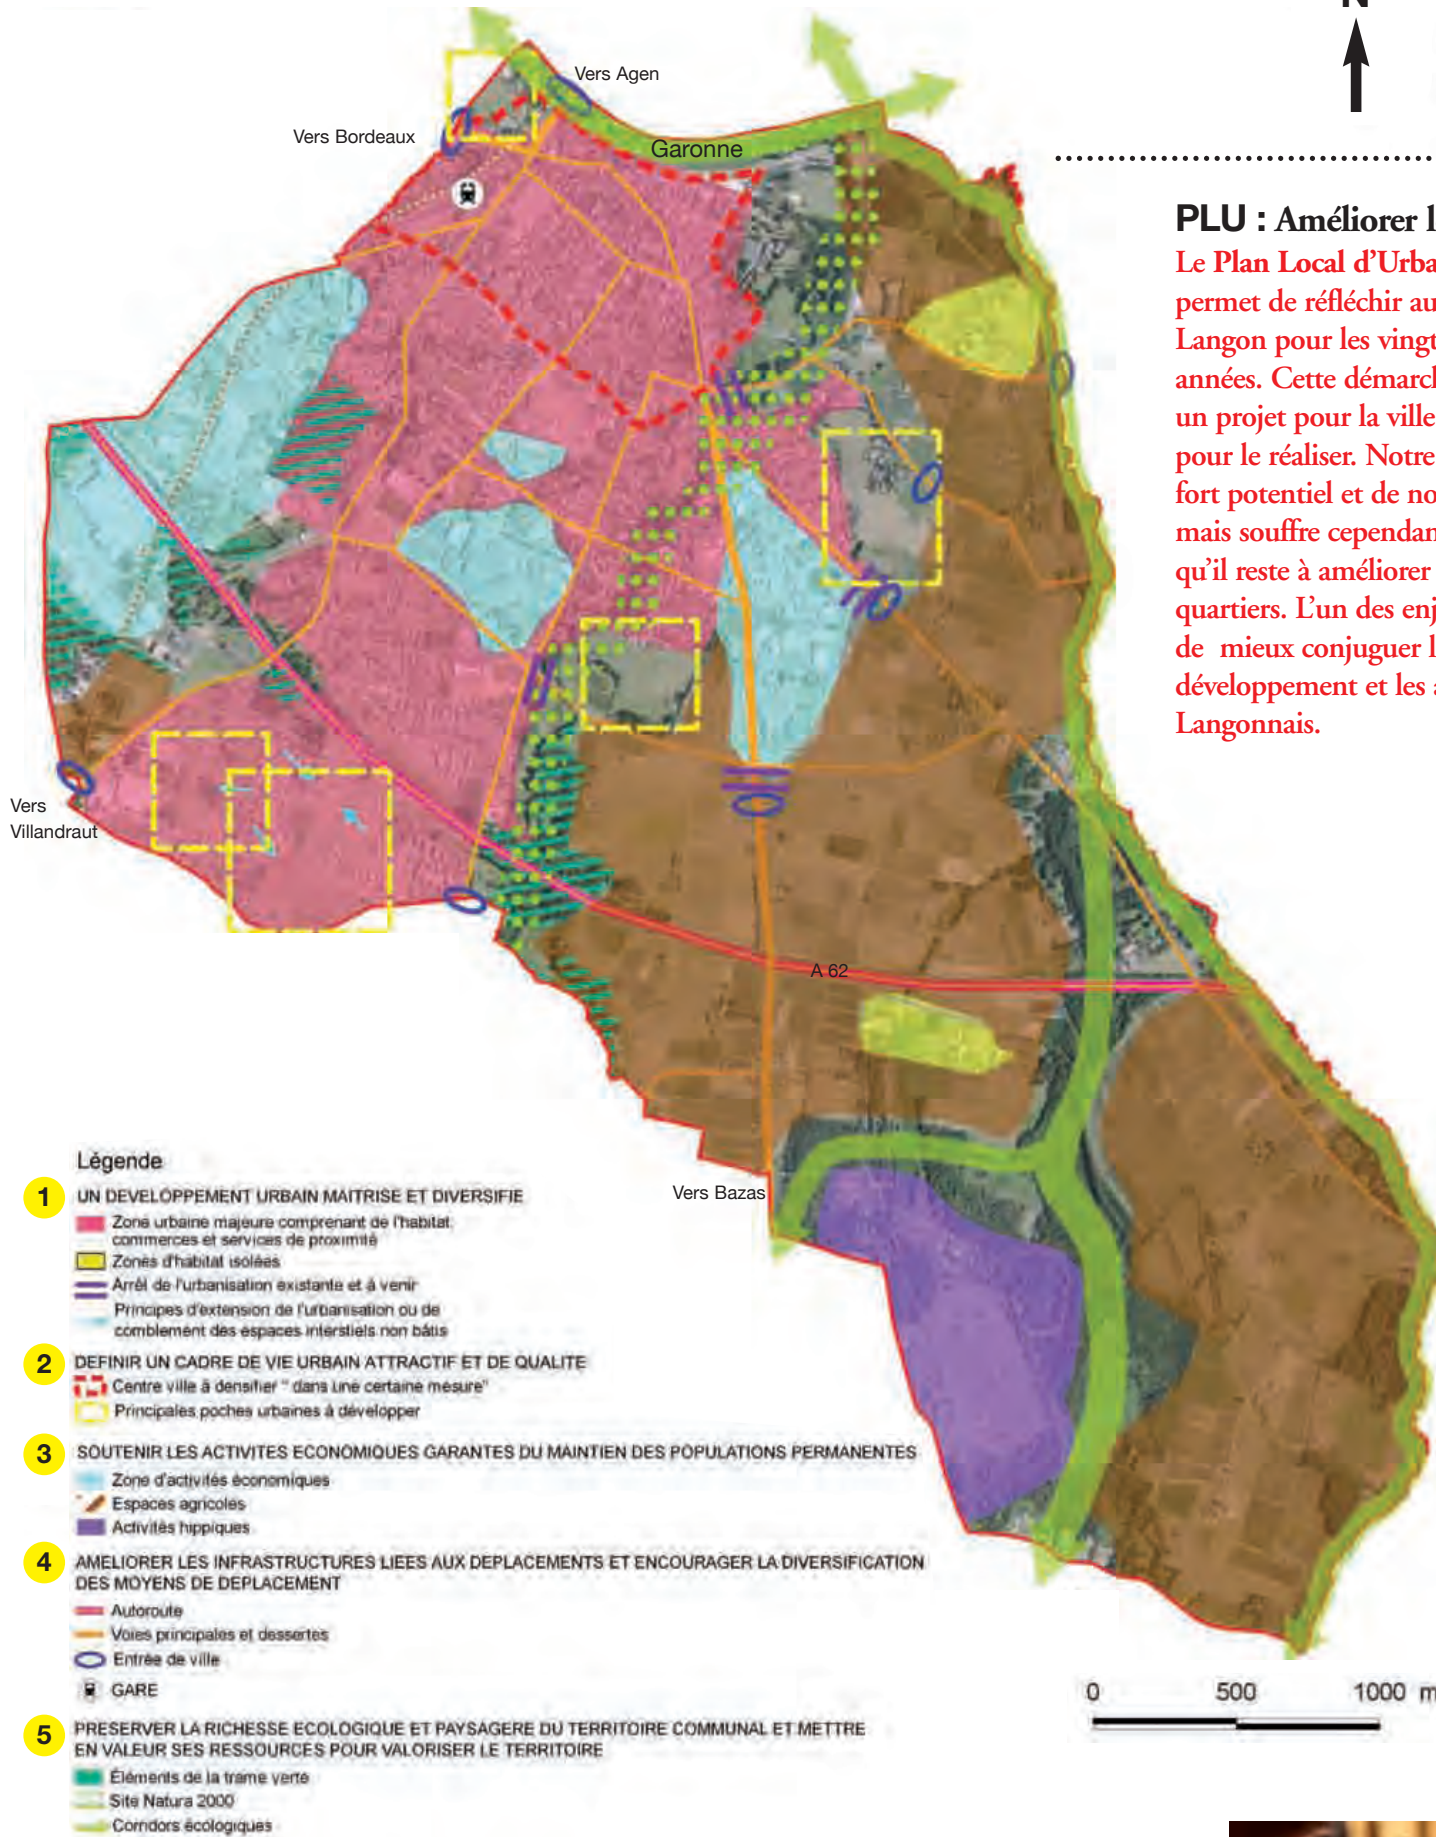 N
Vers Agen
Vers Bordeaux
Garonne
PLU : Améliorer l
Le Plan Local d'Urba
permet de réfléchir au
Langon pour les vingt
années. Cette démarch
un projet pour la ville
pour le réaliser. Notre
fort potentiel et de no
mais souffre cependan
qu'il reste à améliorer
quartiers. L'un des enj
de mieux conjuguer l
développement et les a
Langonnais.
Vers
Villandraut
A 62
Vers Bazas
Légende
1 UN DEVELOPPEMENT URBAIN MAITRISE ET DIVERSIFIE
Zone urbaine majeure comprenant de l'habitat,
commerces et services de proximité
Zones d'habitat isolées
Arrêt de l'urbanisation existante et à venir
Principes d'extension de l'urbanisation ou de
comblement des espaces interstiels non bâtis
2 DEFINIR UN CADRE DE VIE URBAIN ATTRACTIF ET DE QUALITE
Centre ville à densifier " dans une certaine mesure"
Principales poches urbaines à développer
3 SOUTENIR LES ACTIVITES ECONOMIQUES GARANTES DU MAINTIEN DES POPULATIONS PERMANENTES
Zone d'activités économiques
Espaces agricoles
Activités hippiques
4 AMELIORER LES INFRASTRUCTURES LIEES AUX DEPLACEMENTS ET ENCOURAGER LA DIVERSIFICATION
DES MOYENS DE DEPLACEMENT
Autoroute
Voies principales et dessertes
Entrée de ville
GARE
5 PRESERVER LA RICHESSE ECOLOGIQUE ET PAYSAGERE DU TERRITOIRE COMMUNAL ET METTRE
EN VALEUR SES RESSOURCES POUR VALORISER LE TERRITOIRE
Éléments de la trame verte
Site Natura 2000
Corridors écologiques
0 500 1000 m